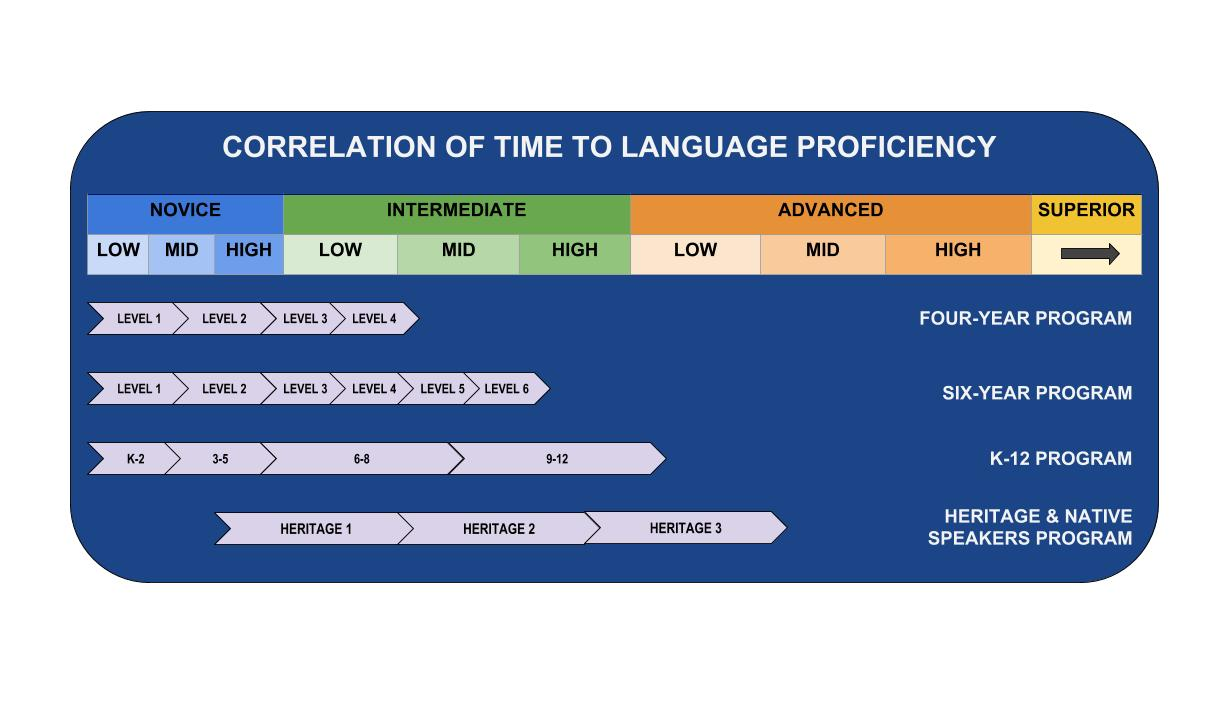 CORRELATION OF TIME TO LANGUAGE PROFICIENCY
NOVICE INTERMEDIATE ADVANCED SUPERIOR
LOW MID HIGH LOW MID HIGH LOW MID HIGH
LEVEL 1 LEVEL 2 LEVEL 3 LEVEL 4 FOUR-YEAR PROGRAM
LEVEL 1 LEVEL 2 LEVEL 3 LEVEL 4 LEVEL 5 LEVEL 6 SIX-YEAR PROGRAM
K-2 3-5 6-8 9-12 K-12 PROGRAM
HERITAGE 1 HERITAGE 2 HERITAGE 3 HERITAGE & NATIVE
SPEAKERS PROGRAM